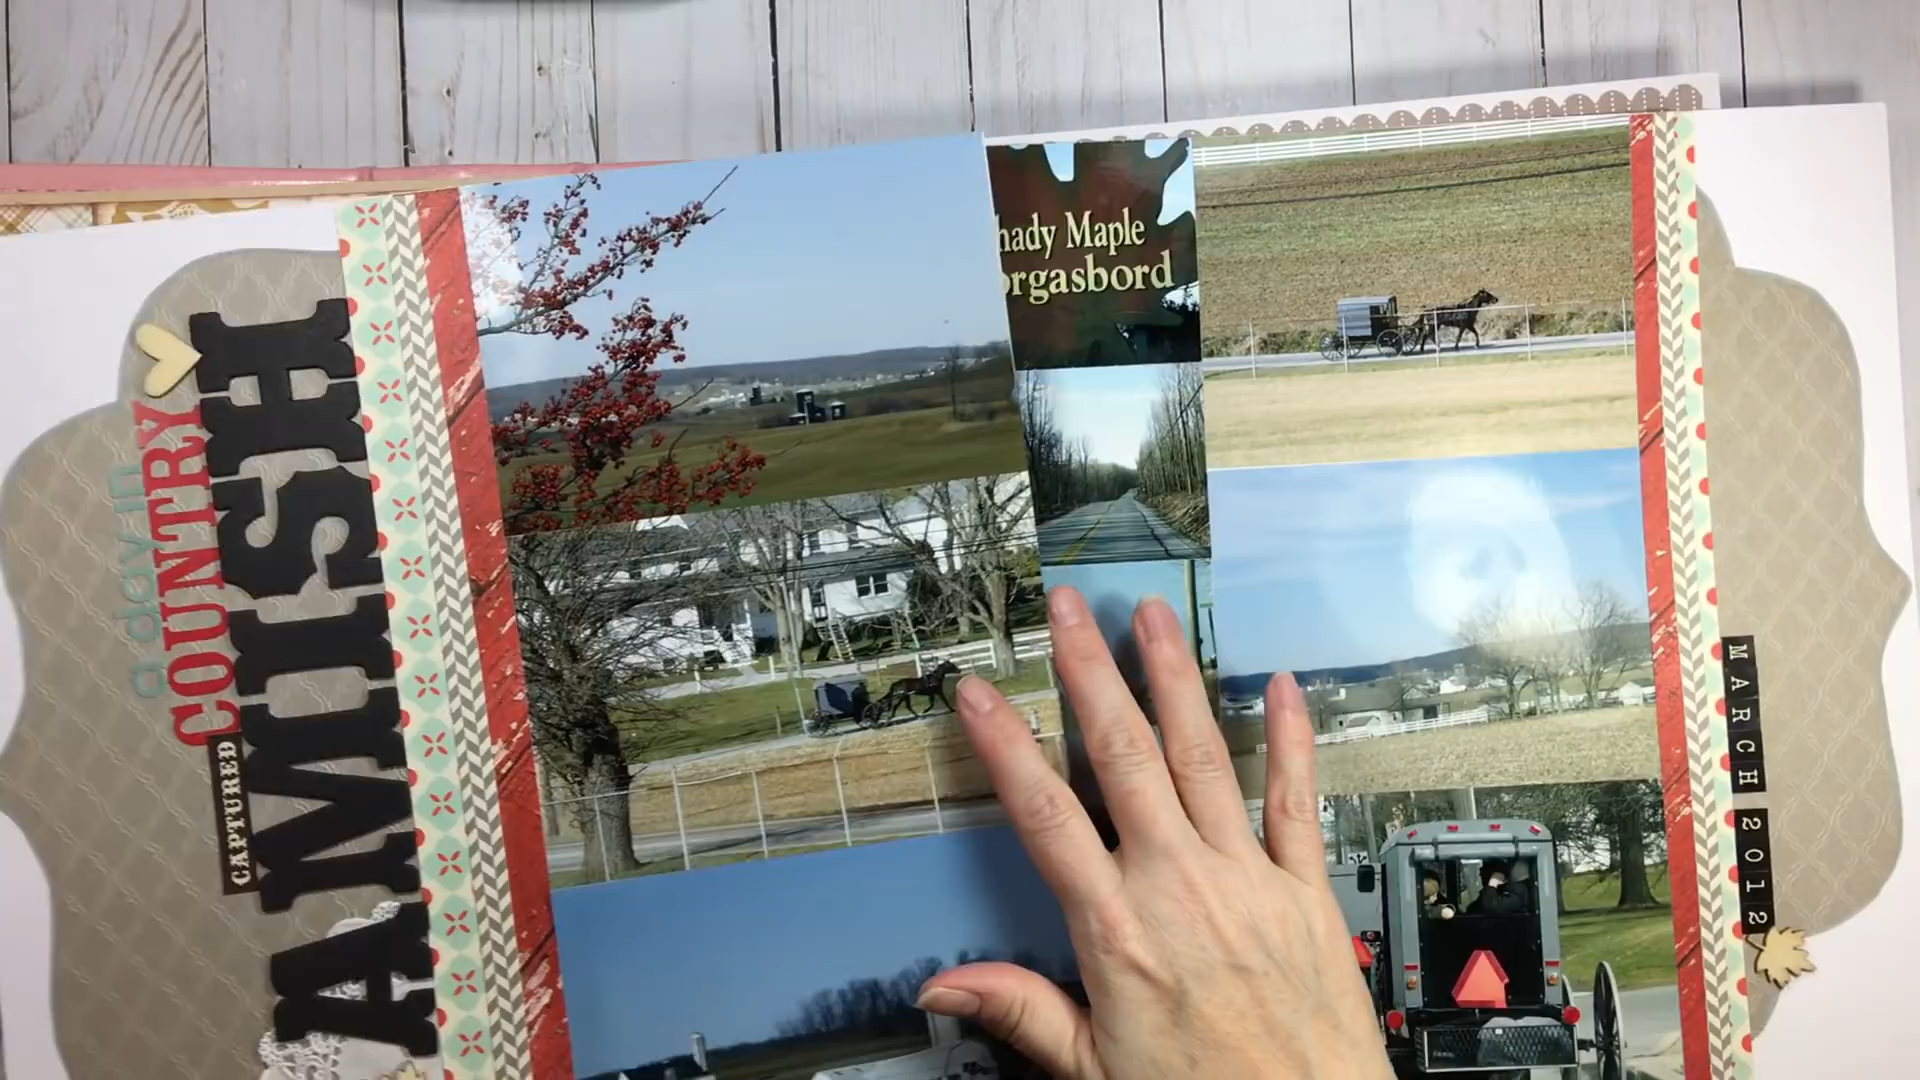 a day in
COUNTRY
AMISH
CAPTURED
hady Maple
orgasbord
MARCH 2012